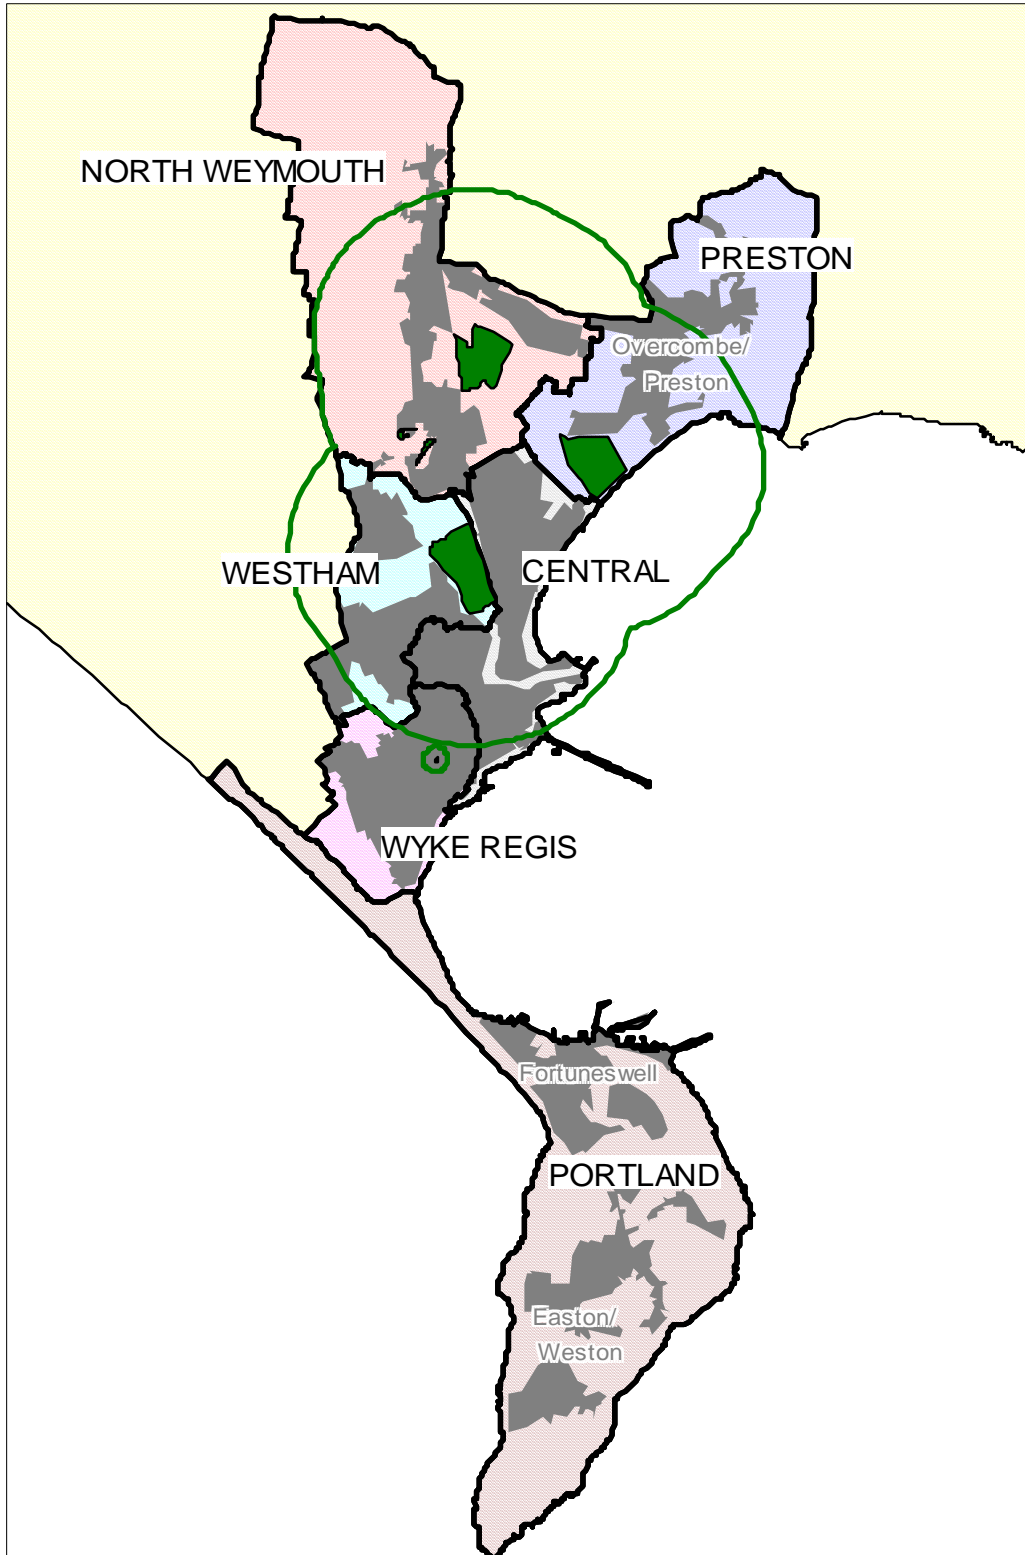 NORTH WEYMOUTH
PRESTON
Overcombe/
Preston
WESTHAM
CENTRAL
WYKE REGIS
Fortuneswell
PORTLAND
Easton/
Weston